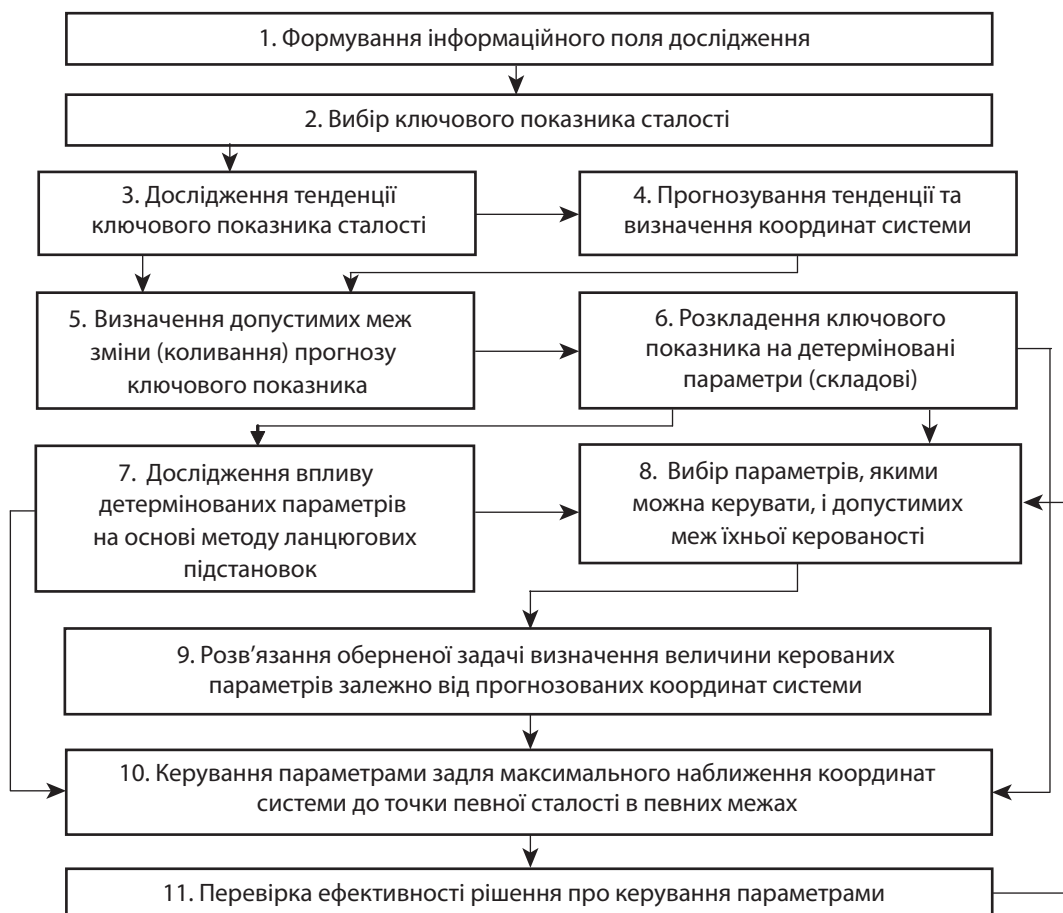 1. Формування інформаційного поля дослідження
2. Вибір ключового показника сталості
3. Дослідження тенденції
ключового показника сталості
4. Прогнозування тенденції та
визначення координат системи
5. Визначення допустимих меж
зміни (коливання) прогнозу
ключового показника
6. Розкладення ключового
показника на детерміновані
параметри (складові)
7. Дослідження впливу
детермінованих параметрів
на основі методу ланцюгових
підстановок
8. Вибір параметрів, якими
можна керувати, і допустимих
меж їхньої керованості
9. Розв'язання оберненої задачі визначення величини керованих
параметрів залежно від прогнозованих координат системи
10. Керування параметрами задля максимального наближення координат
системи до точки певної сталості в певних межах
11. Перевірка ефективності рішення про керування параметрами